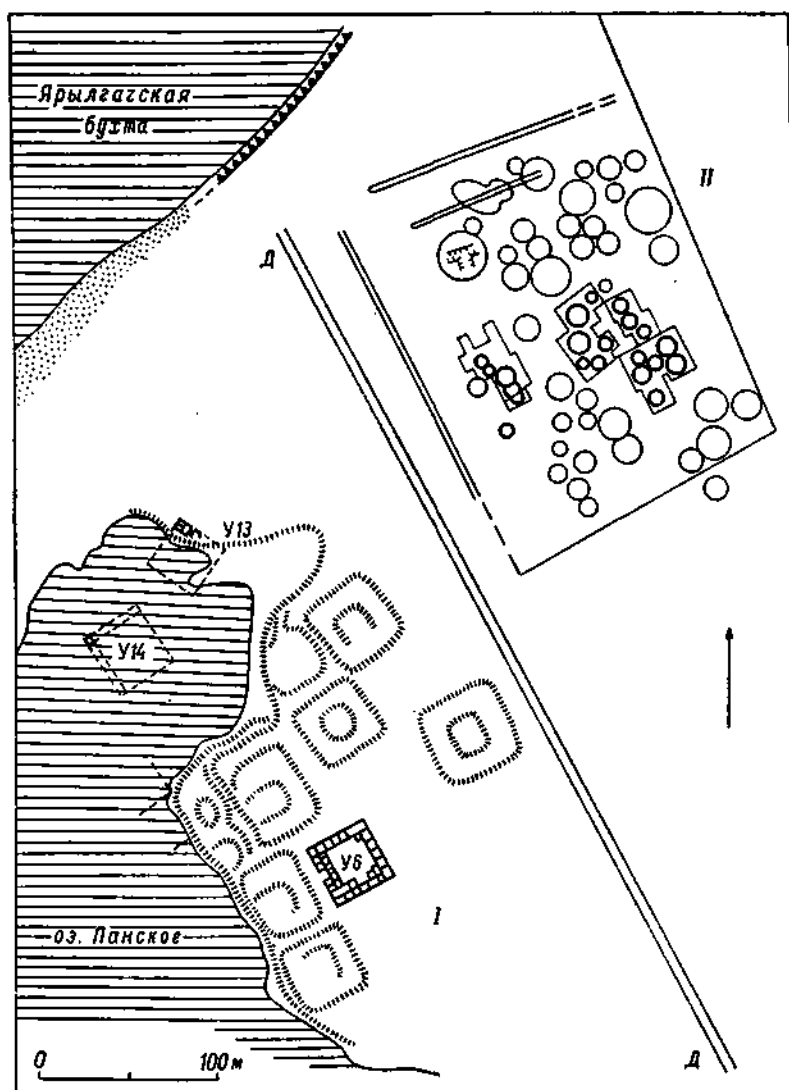 Ярылгачская
бухта
II
Д
У13
У14
У6
I
оз. Панское
0 100 м
Д